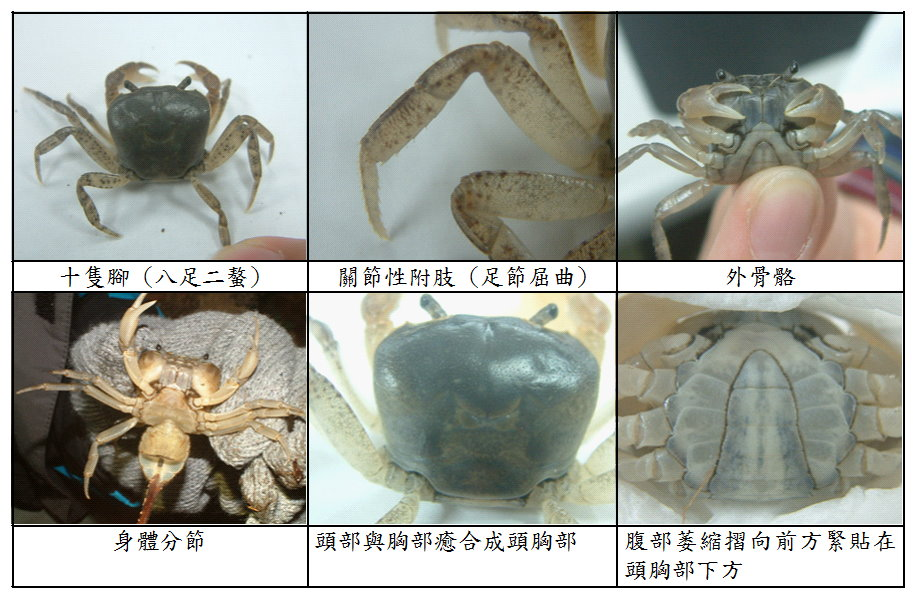 十隻腳（八足二螯）
關節性附肢（足節屈曲）
外骨骼
身體分節
頭部與胸部癒合成頭胸部
腹部萎縮摺向前方緊貼在
頭胸部下方